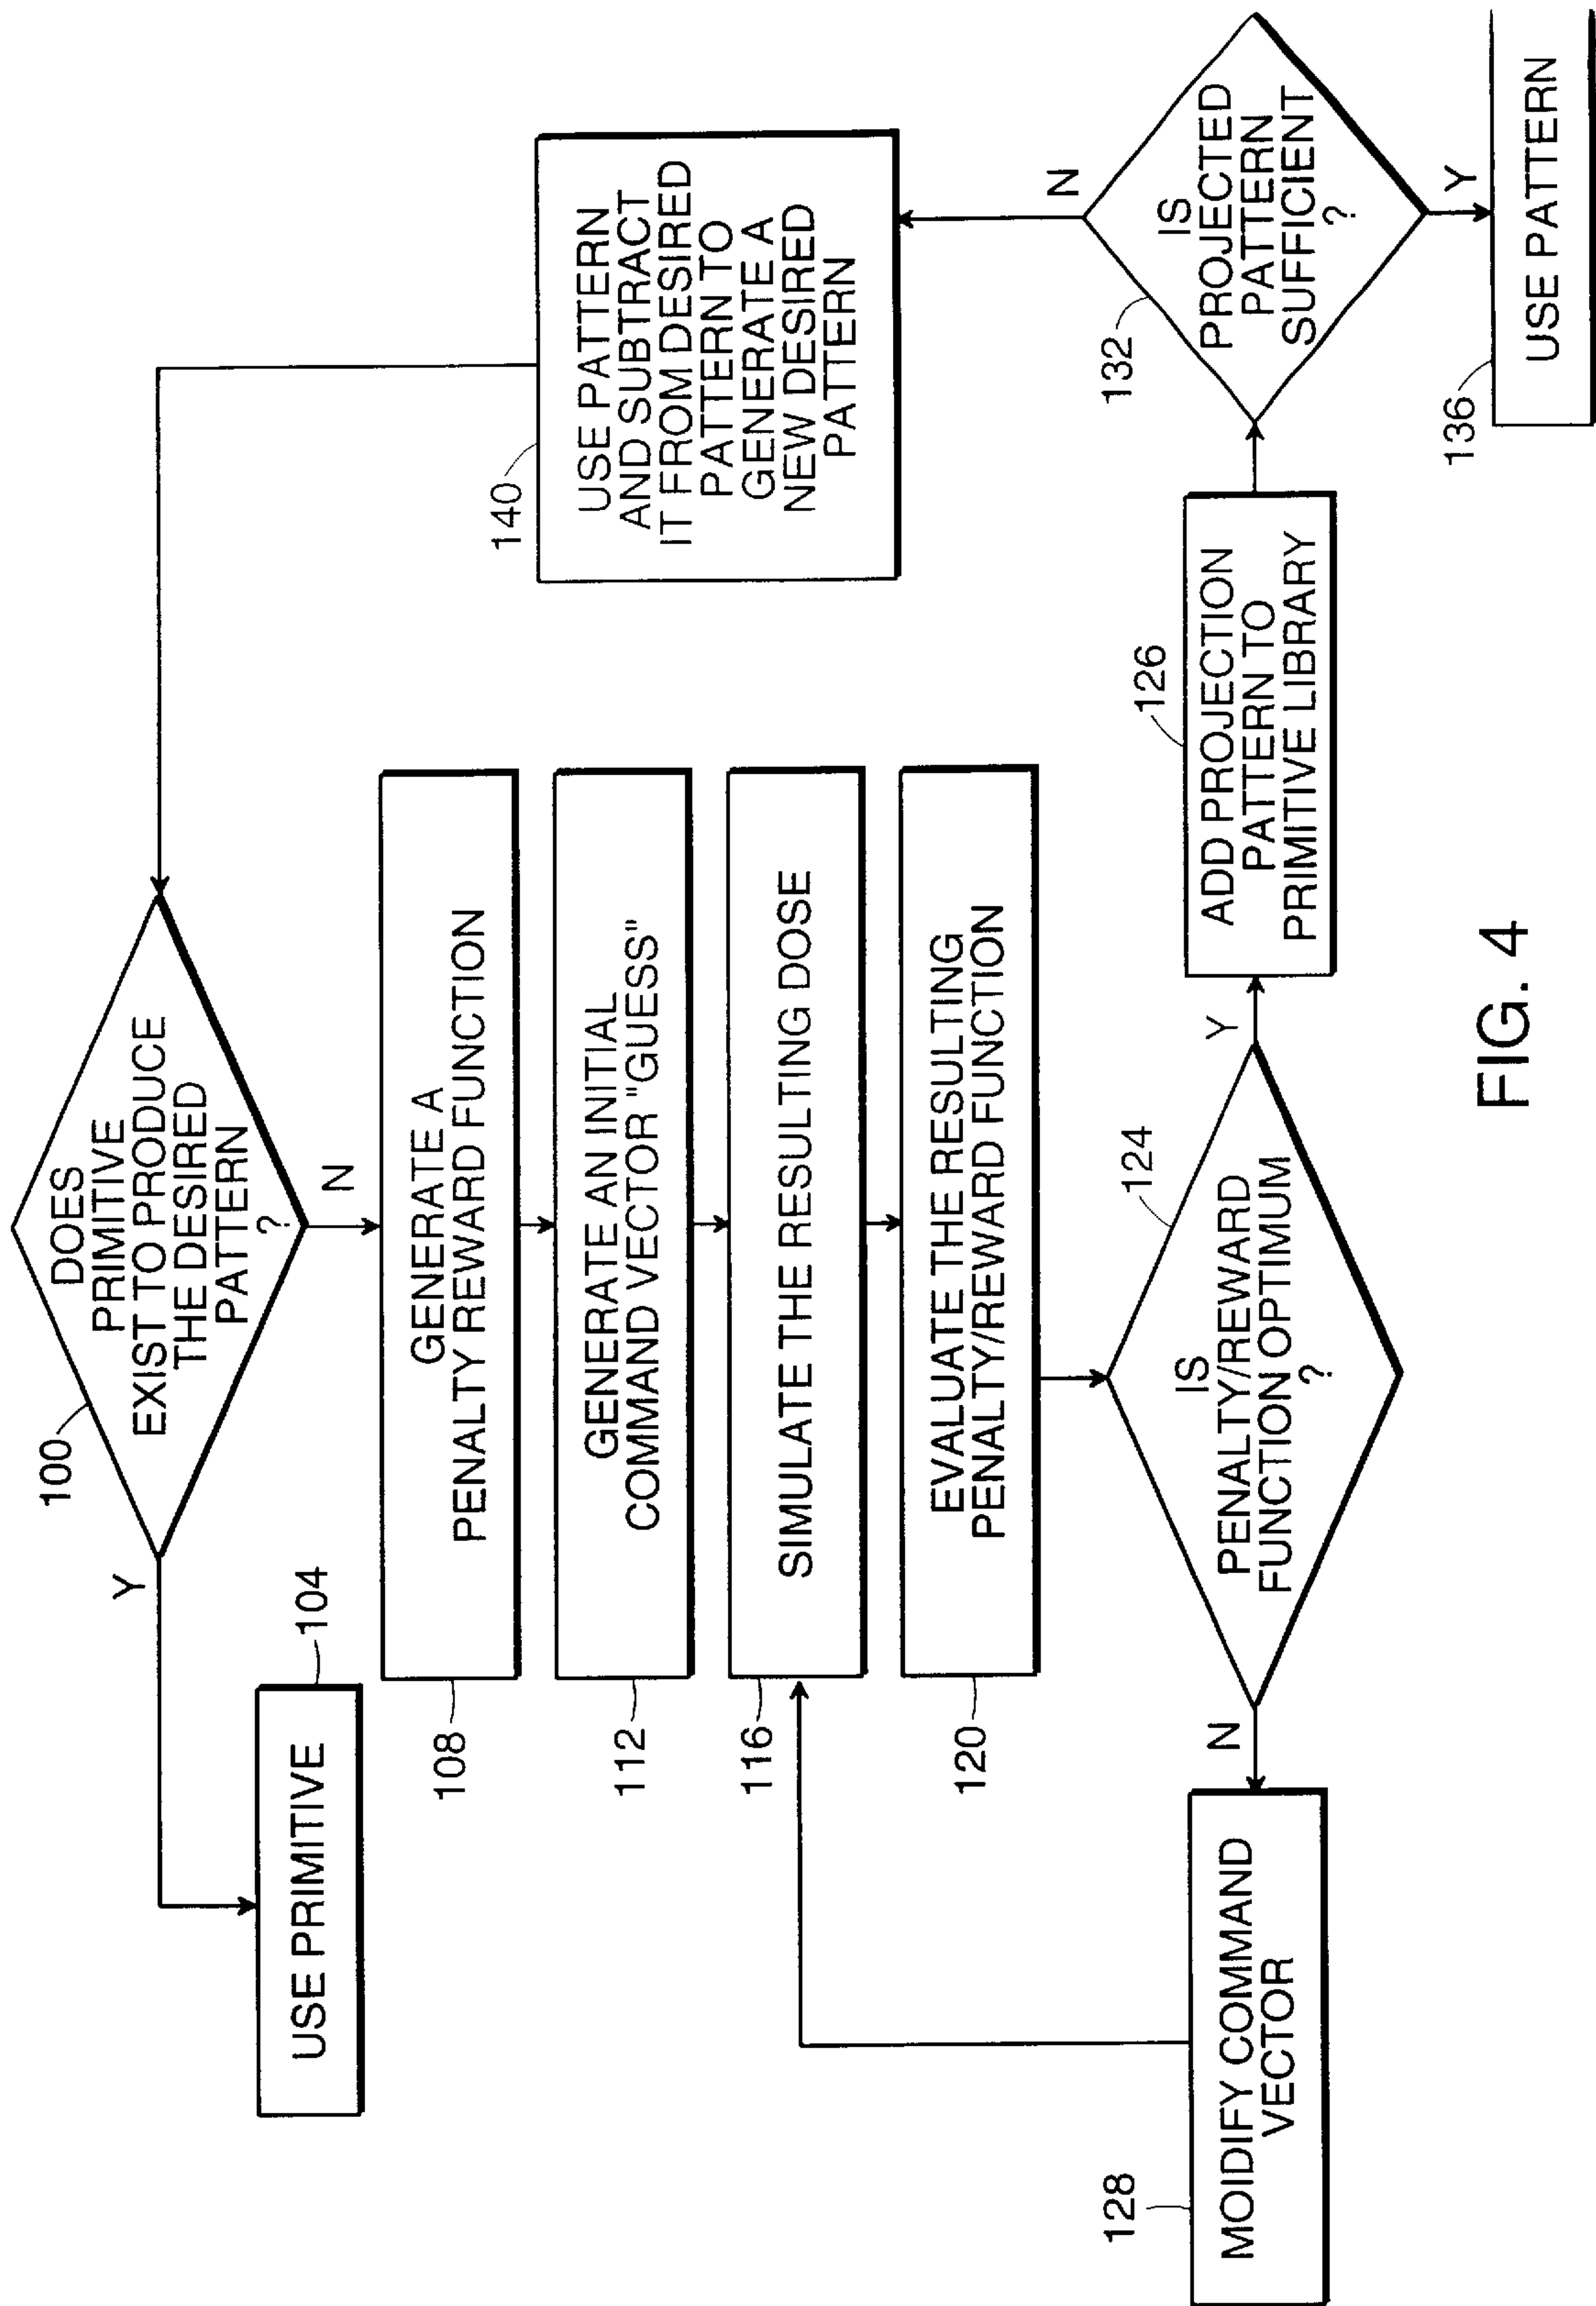 100
DOES
PRIMITIVE
EXIST TO PRODUCE
THE DESIRED
PATTERN
?
Y
N
USE PRIMITIVE
104
108
GENERATE A
PENALTY REWARD FUNCTION
112
GENERATE AN INITIAL
COMMAND VECTOR "GUESS"
116
SIMULATE THE RESULTING DOSE
120
EVALUATE THE RESULTING
PENALTY/REWARD FUNCTION
124
IS
PENALTY/REWARD
FUNCTION OPTIMUM
?
N
Y
128
MOIDIFY COMMAND
VECTOR
126
ADD PROJECTION
PATTERN TO
PRIMITIVE LIBRARY
132
IS
PROJECTED
PATTERN
SUFFICIENT
?
N
Y
136
USE PATTERN
140
USE PATTERN
AND SUBTRACT
IT FROM DESIRED
PATTERN TO
GENERATE A
NEW DESIRED
PATTERN
FIG. 4